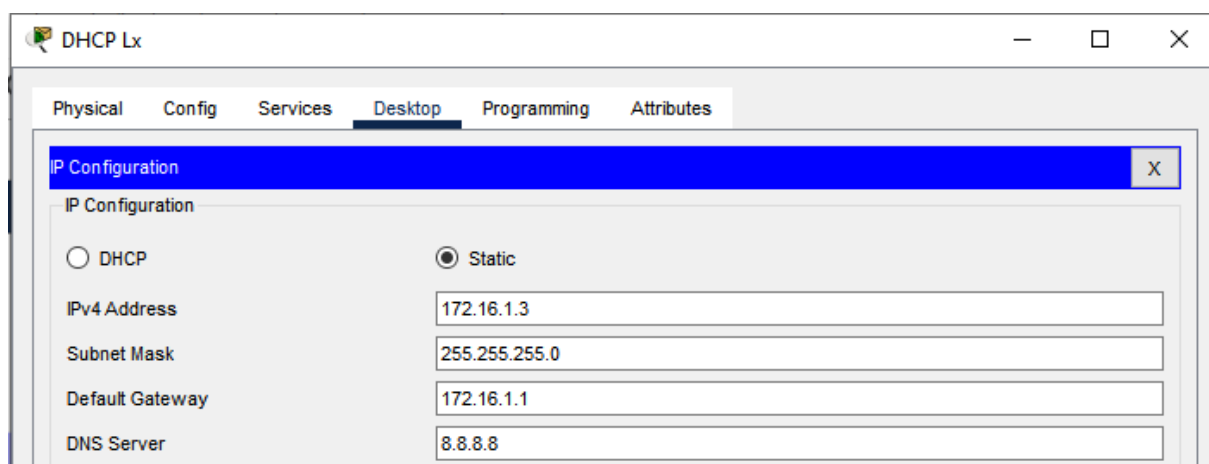 DHCP Lx
Physical Config Services Desktop Programming Attributes
IP Configuration X
IP Configuration
DHCP Static
IPv4 Address 172.16.1.3
Subnet Mask 255.255.255.0
Default Gateway 172.16.1.1
DNS Server 8.8.8.8